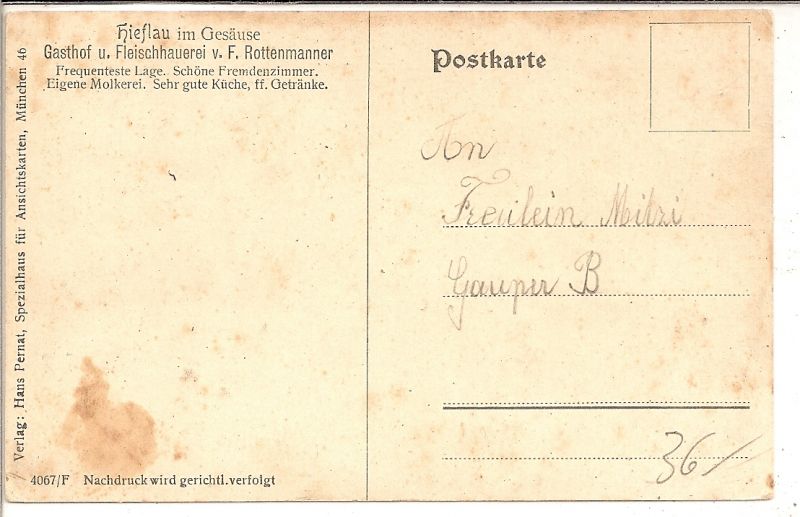 Hieflau im Gesäuse
Gasthof u. Fleischhauerei v. F. Rottenmanner
Frequenteste Lage. Schöne Fremdenzimmer.
Eigene Molkerei. Sehr gute Küche, ff. Getränke.
Verlag: Hans Pernat, Spezialhaus für Ansichtskarten, München 46
4067/F Nachdruck wird gerichtl. verfolgt
Postkarte
An
Freulein Mitzi
Gauper B
36/